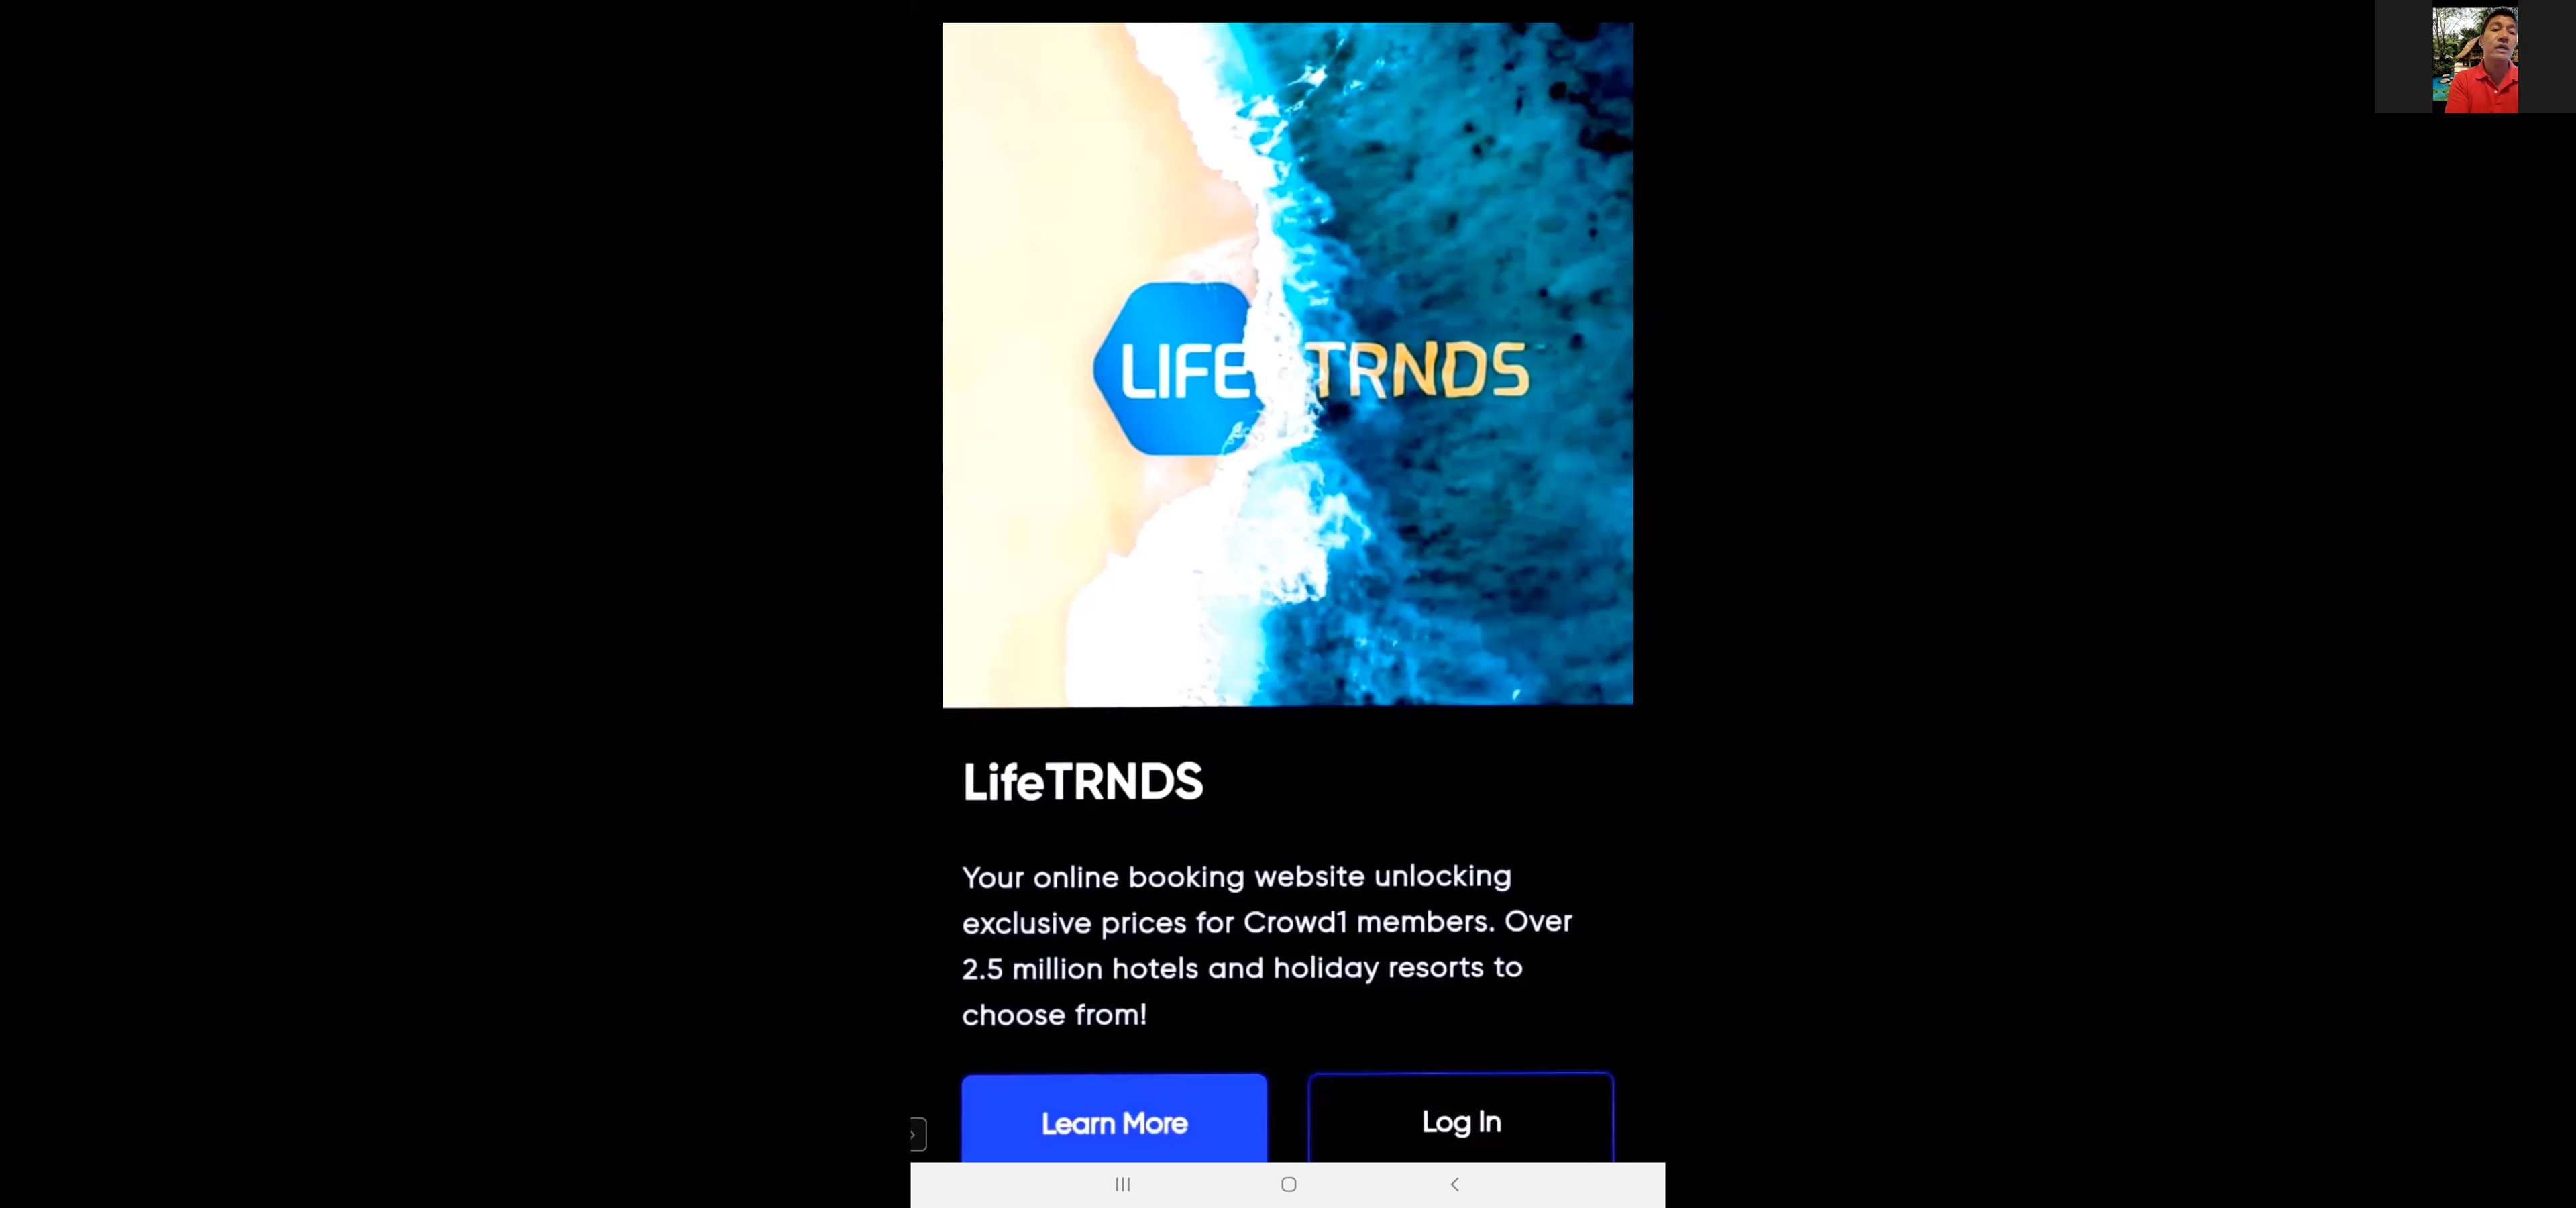 LIFE TRNDS
LifeTRNDS
Your online booking website unlocking
exclusive prices for Crowd1 members. Over
2.5 million hotels and holiday resorts to
choose from!
Learn More
Log In